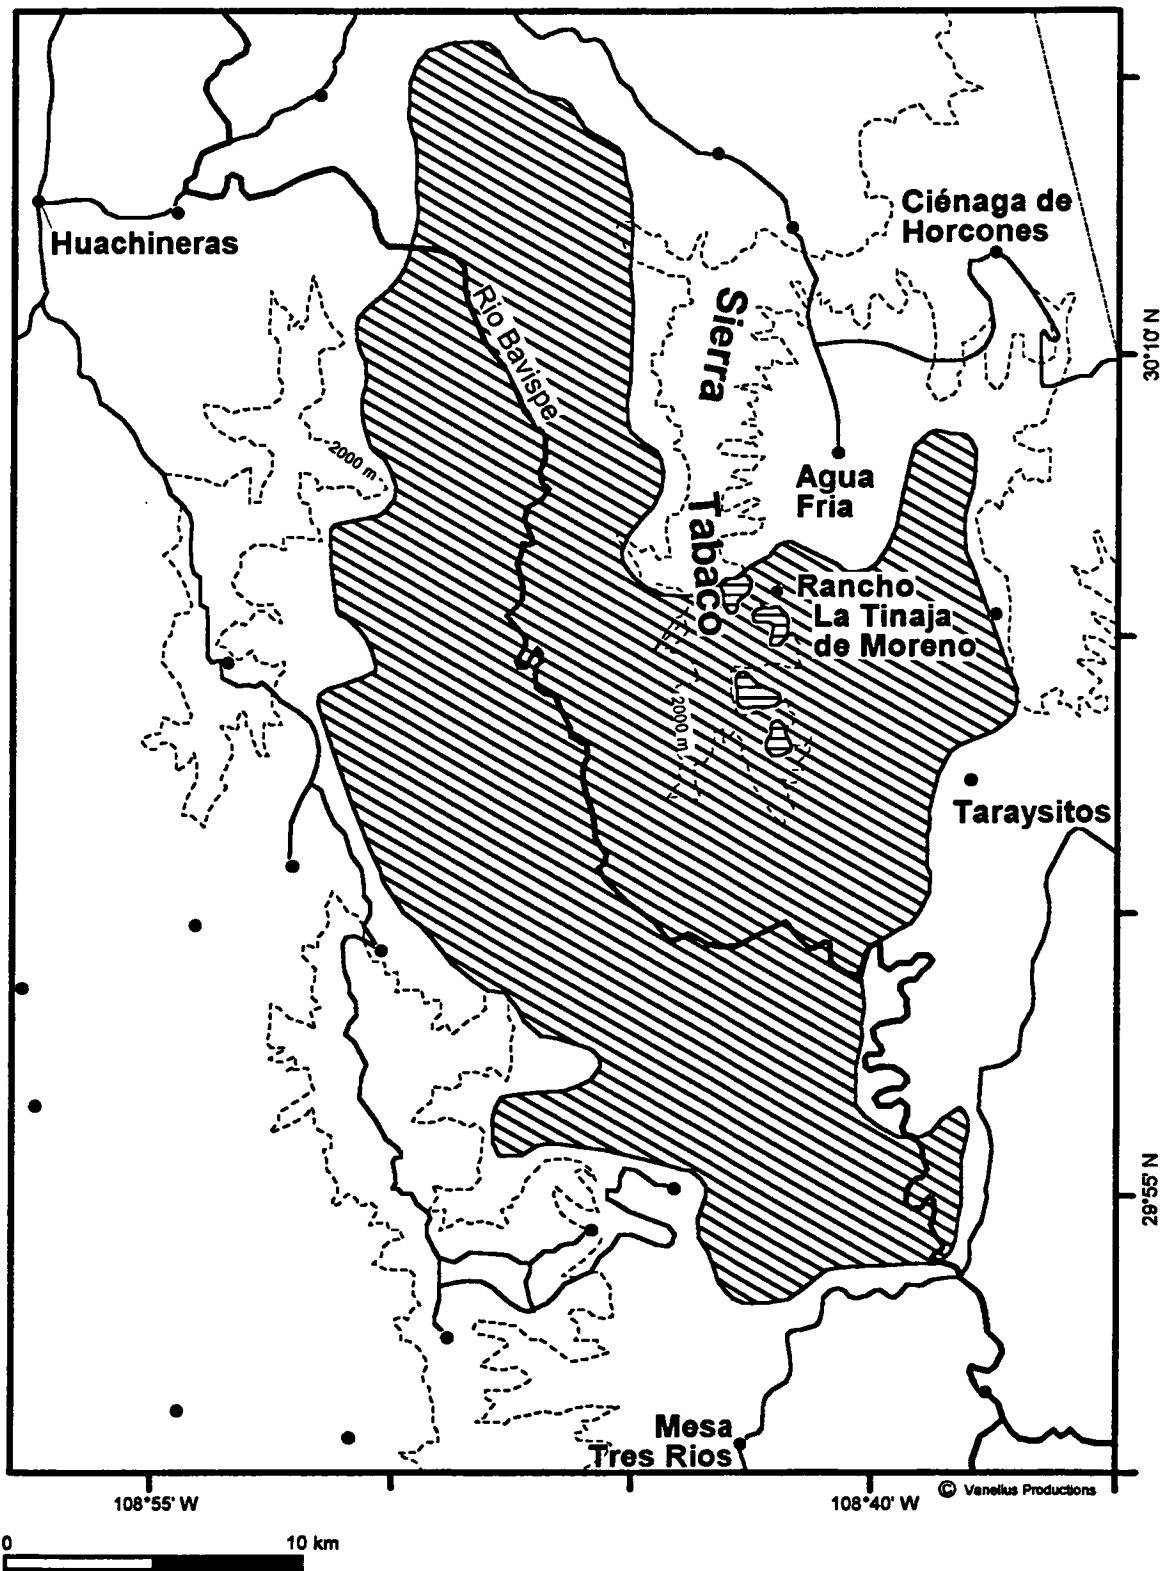 Ciénaga de
Horcones
Huachineras
Rio Bavispe
Sierra
Tabaco
30°10' N
2000 m
Agua
Fria
Rancho
La Tinaja
de Moreno
2000 m
Taraysitos
29°55' N
Mesa
Tres Rios
108°55' W
108°40' W
© Vanellus Productions
0
10 km